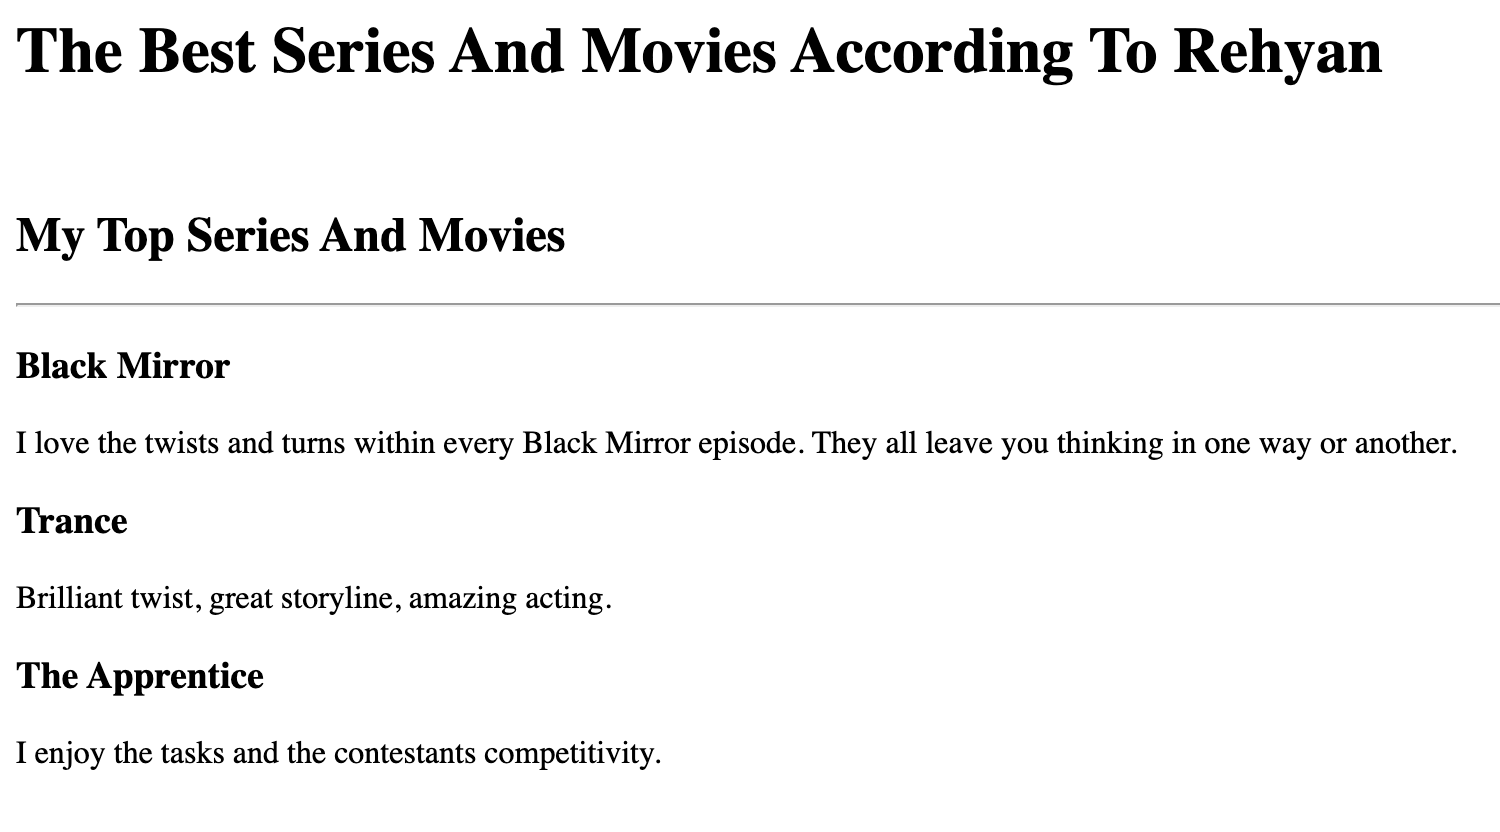 The Best Series And Movies According To Rehyan
My Top Series And Movies
Black Mirror
I love the twists and turns within every Black Mirror episode. They all leave you thinking in one way or another.
Trance
Brilliant twist, great storyline, amazing acting.
The Apprentice
I enjoy the tasks and the contestants competitivity.